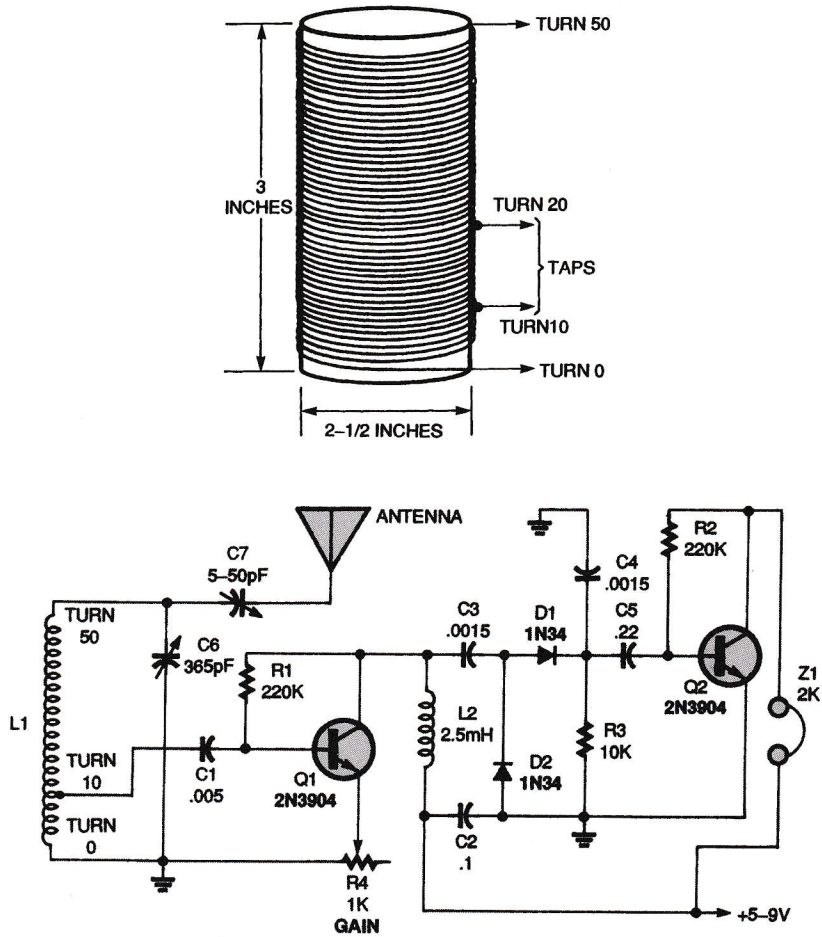 TURN 50
3
INCHES
TURN 20
TAPS
TURN10
TURN 0
2–1/2 INCHES
ANTENNA
C7
5–50pF
TURN
50
C6
365pF
R1
220K
L1
TURN
10
C1
.005
Q1
2N3904
TURN
0
R4
1K
GAIN
C3
.0015
D1
1N34
C4
.0015
C5
.22
R2
220K
Q2
2N3904
Z1
2K
L2
2.5mH
D2
1N34
R3
10K
C2
.1
+5–9V